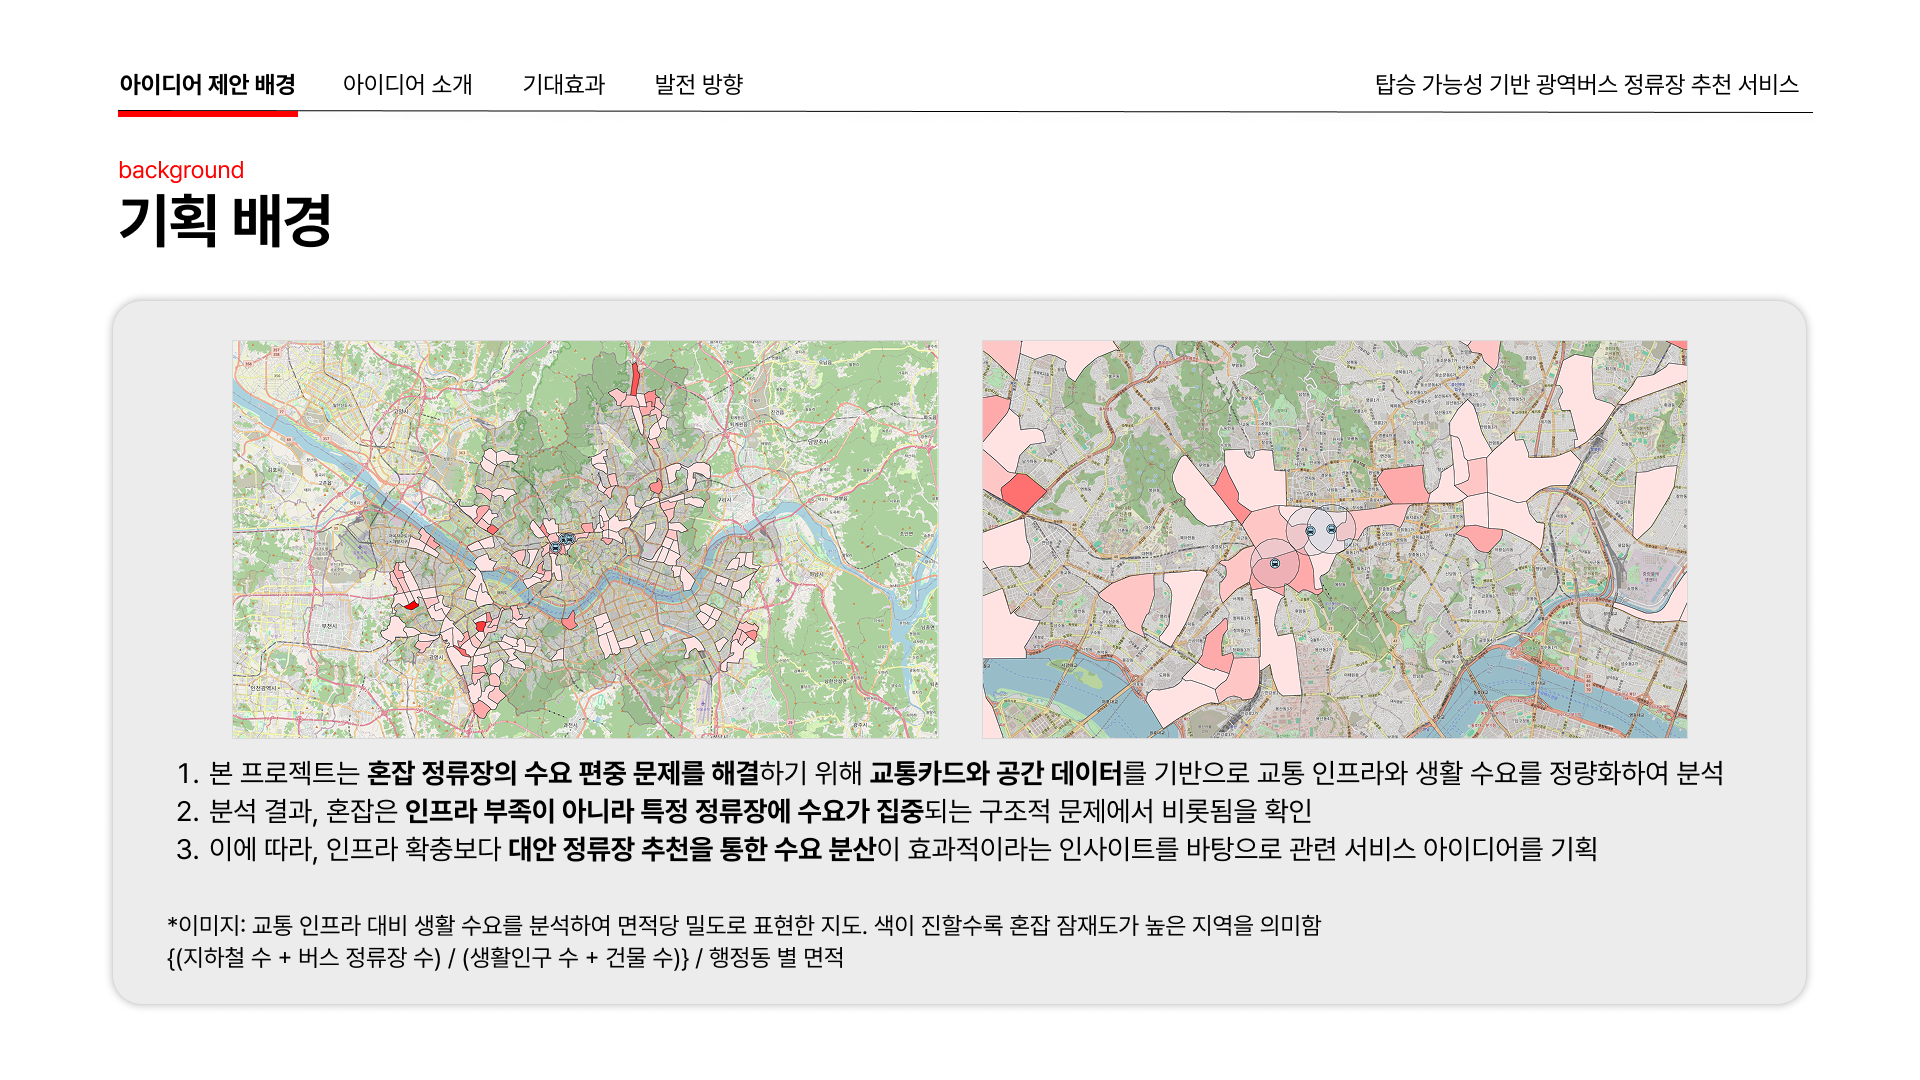 아이디어 제안 배경 아이디어 소개 기대효과 발전 방향 탑승 가능성 기반 광역버스 정류장 추천 서비스
background
기획 배경
1. 본 프로젝트는 혼잡 정류장의 수요 편중 문제를 해결하기 위해 교통카드와 공간 데이터를 기반으로 교통 인프라와 생활 수요를 정량화하여 분석
2. 분석 결과, 혼잡은 인프라 부족이 아니라 특정 정류장에 수요가 집중되는 구조적 문제에서 비롯됨을 확인
3. 이에 따라, 인프라 확충보다 대안 정류장 추천을 통한 수요 분산이 효과적이라는 인사이트를 바탕으로 관련 서비스 아이디어를 기획
*이미지: 교통 인프라 대비 생활 수요를 분석하여 면적당 밀도로 표현한 지도. 색이 진할수록 혼잡 잠재도가 높은 지역을 의미함
{(지하철 수 + 버스 정류장 수) / (생활인구 수 + 건물 수)} / 행정동 별 면적